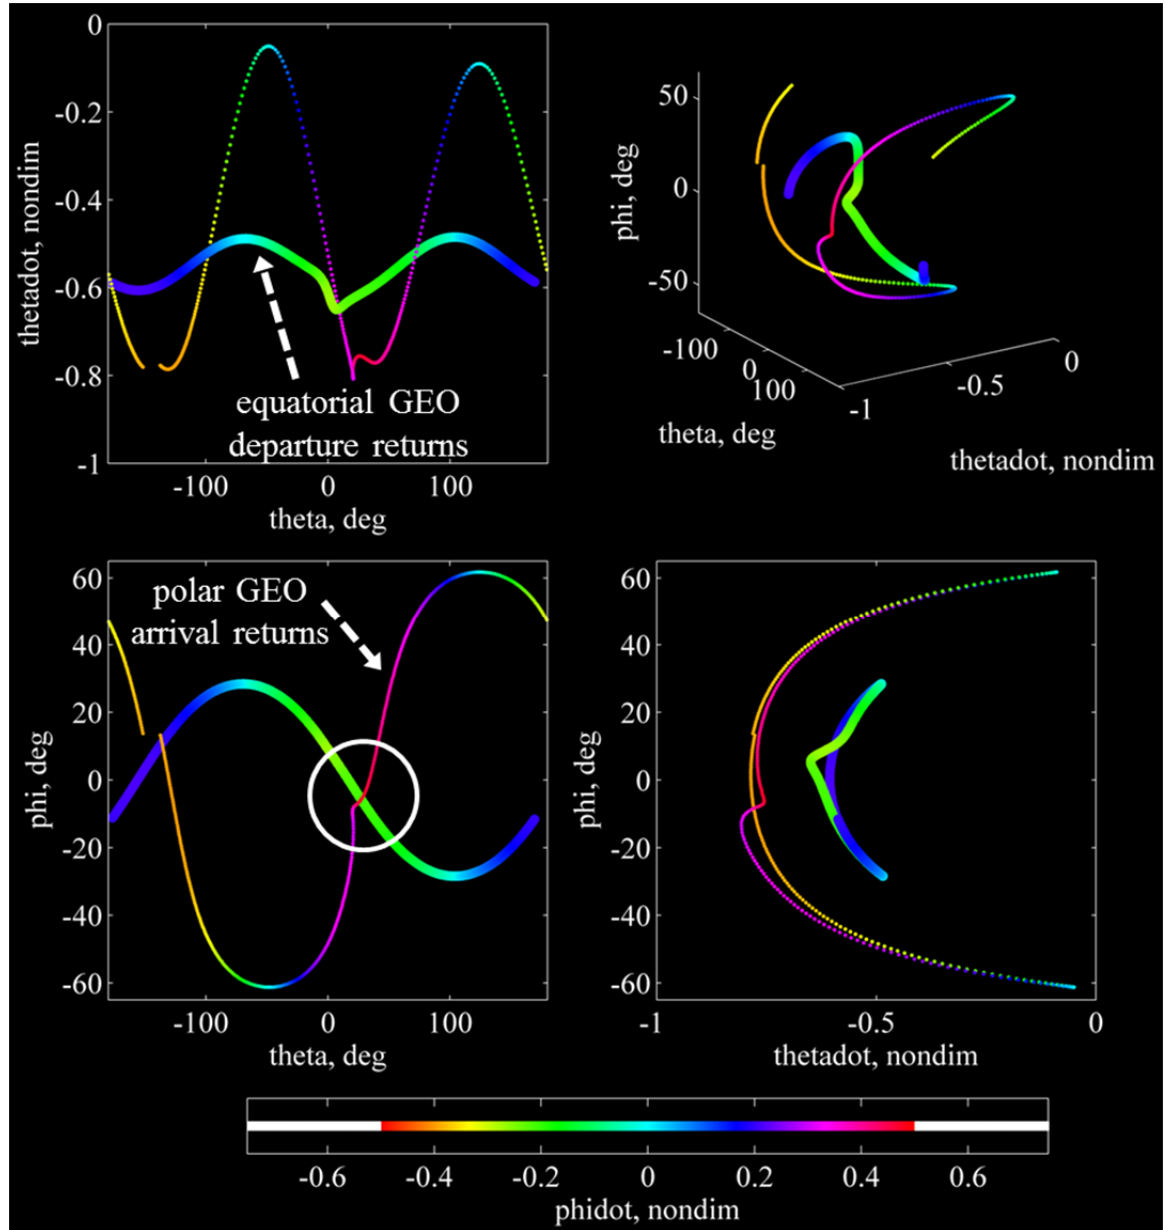 0
-0.2
-0.4
-0.6
-0.8
-1
thetadot, nondim
equatorial GEO
departure returns
-100 0 100
theta, deg
50
0
-50
phi, deg
-100
0
100
theta, deg
-1
-0.5
0
thetadot, nondim
60
40
20
0
-20
-40
-60
phi, deg
polar GEO
arrival returns
-100 0 100
theta, deg
60
40
20
0
-20
-40
-60
phi, deg
-1 -0.5 0
thetadot, nondim
-0.6 -0.4 -0.2 0 0.2 0.4 0.6
phidot, nondim